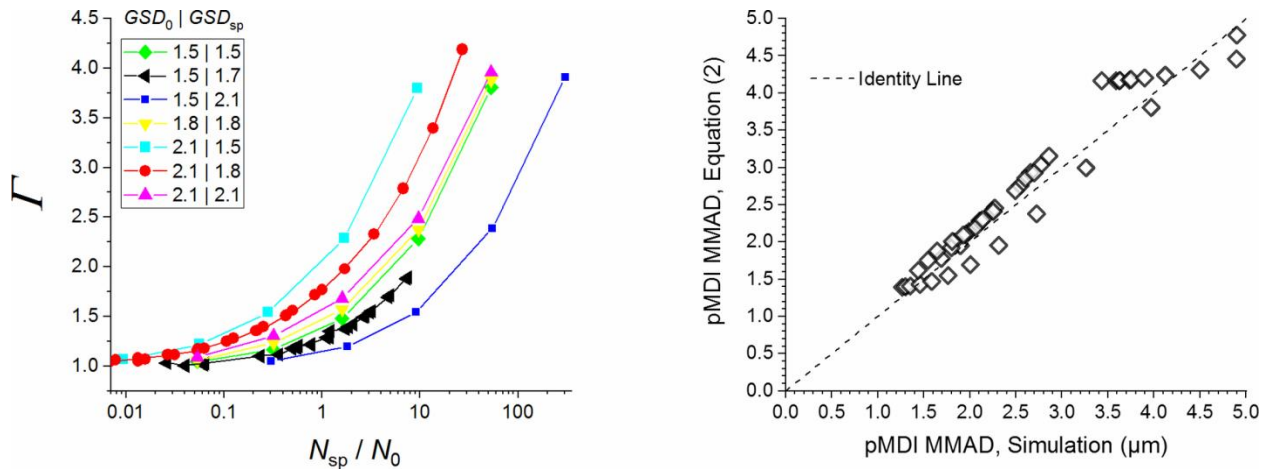 GSD₀ | GSDsp
1.5 | 1.5
1.5 | 1.7
1.5 | 2.1
1.8 | 1.8
2.1 | 1.5
2.1 | 1.8
2.1 | 2.1
4.5
4.0
3.5
3.0
2.5
2.0
1.5
1.0
Γ
0.01 0.1 1 10 100
Nsp / N₀
5.0
4.5
4.0
3.5
3.0
2.5
2.0
1.5
1.0
0.5
0.0
pMDI MMAD, Equation (2)
Identity Line
0.0 0.5 1.0 1.5 2.0 2.5 3.0 3.5 4.0 4.5 5.0
pMDI MMAD, Simulation (µm)